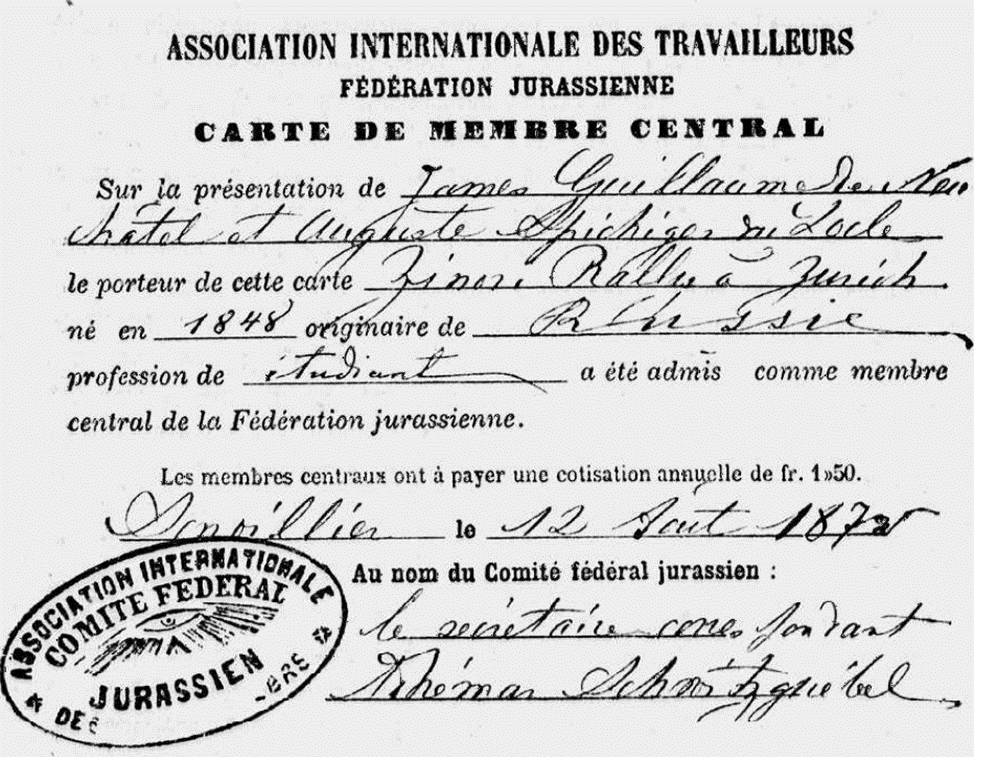 ASSOCIATION INTERNATIONALE DES TRAVAILLEURS
FÉDÉRATION JURASSIENNE
CARTE DE MEMBRE CENTRAL
Sur la présentation de James Guillaume de Neu
châtel et Auguste Spichiger du Locle
le porteur de cette carte à Zurich
né en 1848 originaire de Russie
profession de étudiant a été admis comme membre
central de la Fédération jurassienne.
Les membres centraux ont à payer une cotisation annuelle de fr. 1»50.
Sonvillier le 12 Août 1872
Au nom du Comité fédéral jurassien :
le secrétaire correspondant
Adhémar Schwitzguébel
ASSOCIATION INTERNATIONALE
COMITÉ FÉDÉRAL
JURASSIEN